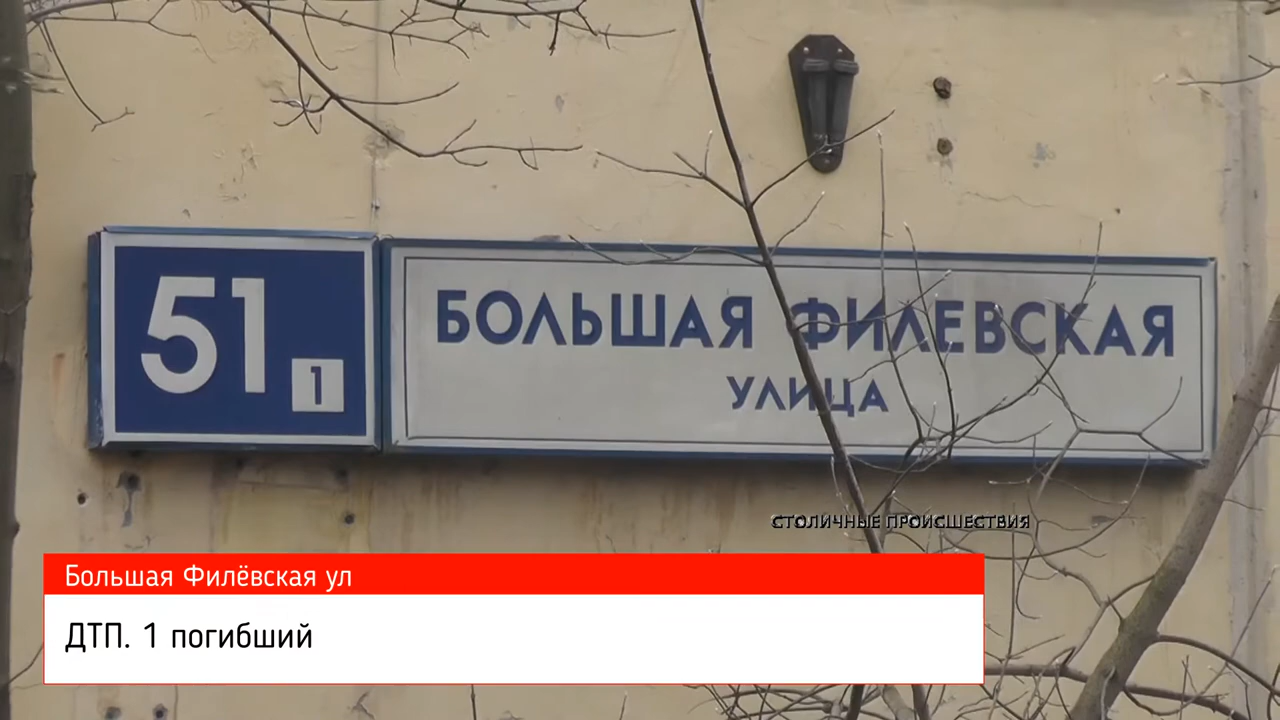 51
1
БОЛЬШАЯ ФИЛЕВСКАЯ
УЛИЦА
СТОЛИЧНЫЕ ПРОИСШЕСТВИЯ
Большая Филёвская ул
ДТП. 1 погибший